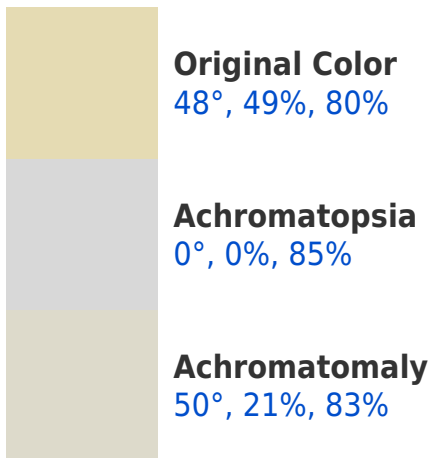 Original Color
48°, 49%, 80%
Achromatopsia
0°, 0%, 85%
Achromatomaly
50°, 21%, 83%